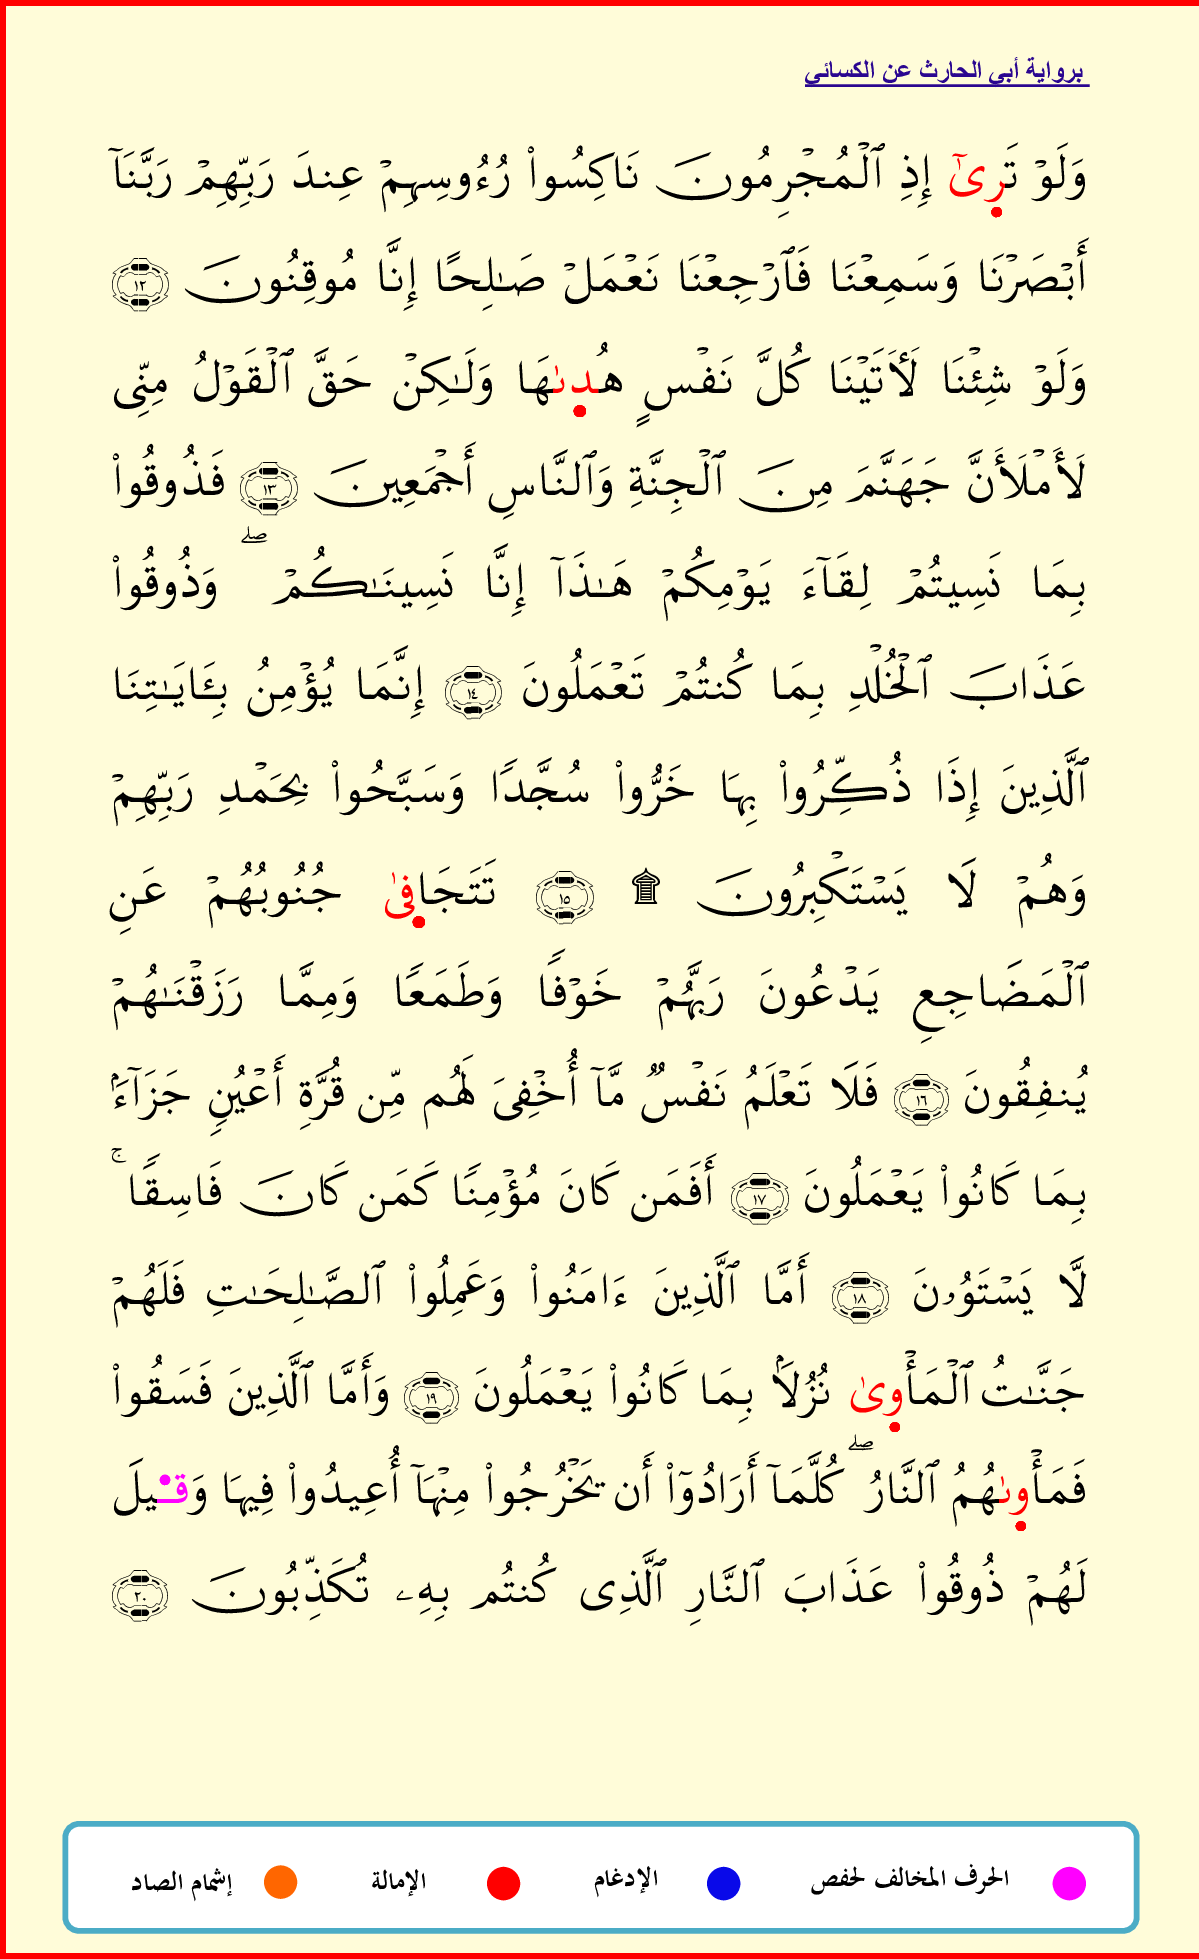 برواية أبي الحارث عن الكسائي
وَلَوْ تَرِىٰٓ إِذِ ٱلْمُجْرِمُونَ نَاكِسُوا۟ رُءُوسِهِمْ عِندَ رَبِّهِمْ رَبَّنَآ
أَبْصَرْنَا وَسَمِعْنَا فَٱرْجِعْنَا نَعْمَلْ صَـٰلِحًا إِنَّا مُوقِنُونَ ١٢
وَلَوْ شِئْنَا لَأَتَيْنَا كُلَّ نَفْسٍ هُدِىٰهَا وَلَـٰكِنْ حَقَّ ٱلْقَوْلُ مِنِّى
لَأَمْلَأَنَّ جَهَنَّمَ مِنَ ٱلْجِنَّةِ وَٱلنَّاسِ أَجْمَعِينَ ١٣ فَذُوقُوا۟
بِمَا نَسِيتُمْ لِقَآءَ يَوْمِكُمْ هَـٰذَآ إِنَّا نَسِينَـٰكُمْ ۖ وَذُوقُوا۟
عَذَابَ ٱلْخُلْدِ بِمَا كُنتُمْ تَعْمَلُونَ ١٤ إِنَّمَا يُؤْمِنُ بِـَٔايَـٰتِنَا
ٱلَّذِينَ إِذَا ذُكِّرُوا۟ بِهَا خَرُّوا۟ سُجَّدًا وَسَبَّحُوا۟ بِحَمْدِ رَبِّهِمْ
وَهُمْ لَا يَسْتَكْبِرُونَ ۩ ١٥ تَتَجَافِىٰ جُنُوبُهُمْ عَنِ
ٱلْمَضَاجِعِ يَدْعُونَ رَبَّهُمْ خَوْفًا وَطَمَعًا وَمِمَّا رَزَقْنَـٰهُمْ
يُنفِقُونَ ١٦ فَلَا تَعْلَمُ نَفْسٌ مَّآ أُخْفِىَ لَهُم مِّن قُرَّةِ أَعْيُنٍ جَزَآءًۢ
بِمَا كَانُوا۟ يَعْمَلُونَ ١٧ أَفَمَن كَانَ مُؤْمِنًا كَمَن كَانَ فَاسِقًا ۚ
لَّا يَسْتَوُۥنَ ١٨ أَمَّا ٱلَّذِينَ ءَامَنُوا۟ وَعَمِلُوا۟ ٱلصَّـٰلِحَـٰتِ فَلَهُمْ
جَنَّـٰتُ ٱلْمَأْوِىٰ نُزُلًۢا بِمَا كَانُوا۟ يَعْمَلُونَ ١٩ وَأَمَّا ٱلَّذِينَ فَسَقُوا۟
فَمَأْوِىٰهُمُ ٱلنَّارُ ۖ كُلَّمَآ أَرَادُوٓا۟ أَن يَخْرُجُوا۟ مِنْهَآ أُعِيدُوا۟ فِيهَا وَقِيلَ
لَهُمْ ذُوقُوا۟ عَذَابَ ٱلنَّارِ ٱلَّذِى كُنتُم بِهِۦ تُكَذِّبُونَ ٢٠
الحرف المخالف لحفص الإدغام الإمالة إشمام الصاد